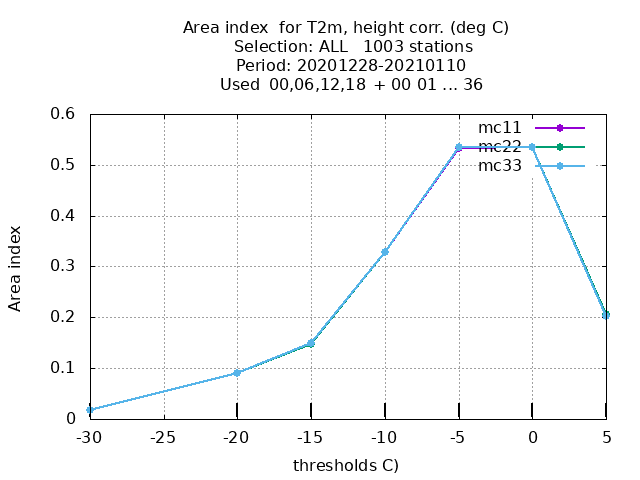 Area index  for T2m, height corr. (deg C)
Selection: ALL   1003 stations
Period: 20201228-20210110
Used  00,06,12,18  + 00 01 ... 36
mc11
mc22
mc33
0.6
0.5
0.4
0.3
0.2
0.1
0
Area index
-30 -25 -20 -15 -10 -5 0 5
thresholds C)